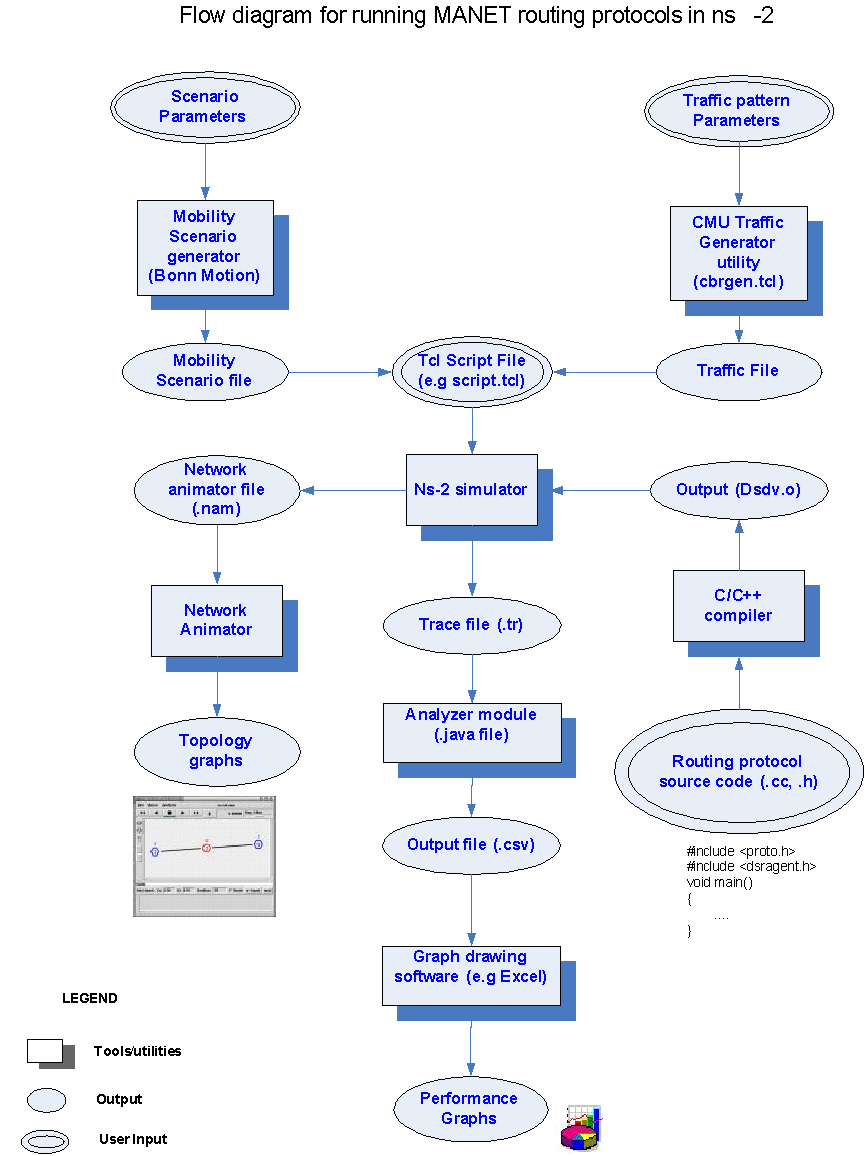 Flow diagram for running MANET routing protocols in ns -2
Scenario
Parameters
Traffic pattern
Parameters
Mobility
Scenario
generator
(Bonn Motion)
CMU Traffic
Generator
utility
(cbrgen.tcl)
Mobility
Scenario file
Tcl Script File
(e.g script.tcl)
Traffic File
Network
animator file
(.nam)
Ns-2 simulator
Output (Dsdv.o)
Network
Animator
Trace file (.tr)
C/C++
compiler
Topology
graphs
Analyzer module
(.java file)
Routing protocol
source code (.cc, .h)
Output file (.csv)
#include <proto.h>
#include <dsragent.h>
void main()
{
....
}
Graph drawing
software (e.g Excel)
Performance
Graphs
LEGEND
Tools/utilities
Output
User Input